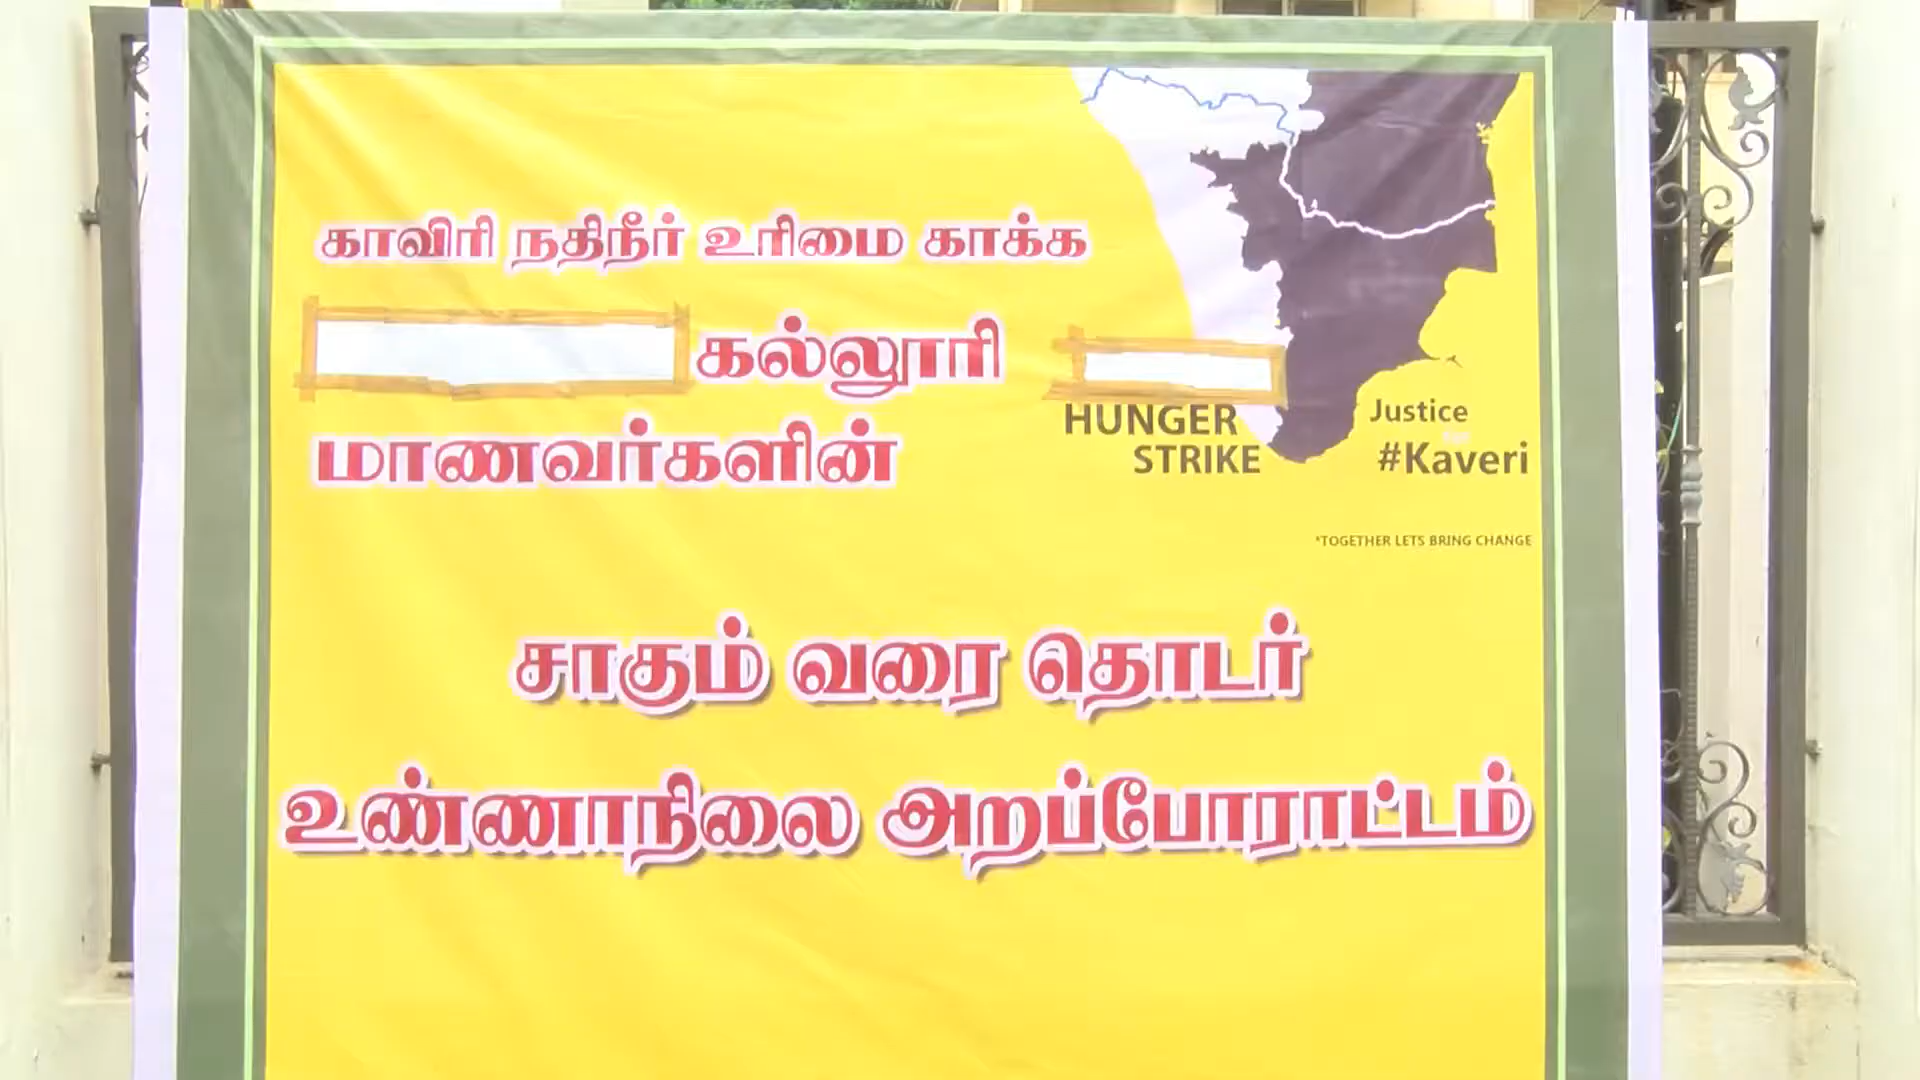 காவிரி நதிநீர் உரிமை காக்க
கல்லூரி
மாணவர்களின்
HUNGER
STRIKE
Justice
#Kaveri
*TOGETHER LETS BRING CHANGE
சாகும் வரை தொடர்
உண்ணாநிலை அறப்போராட்டம்